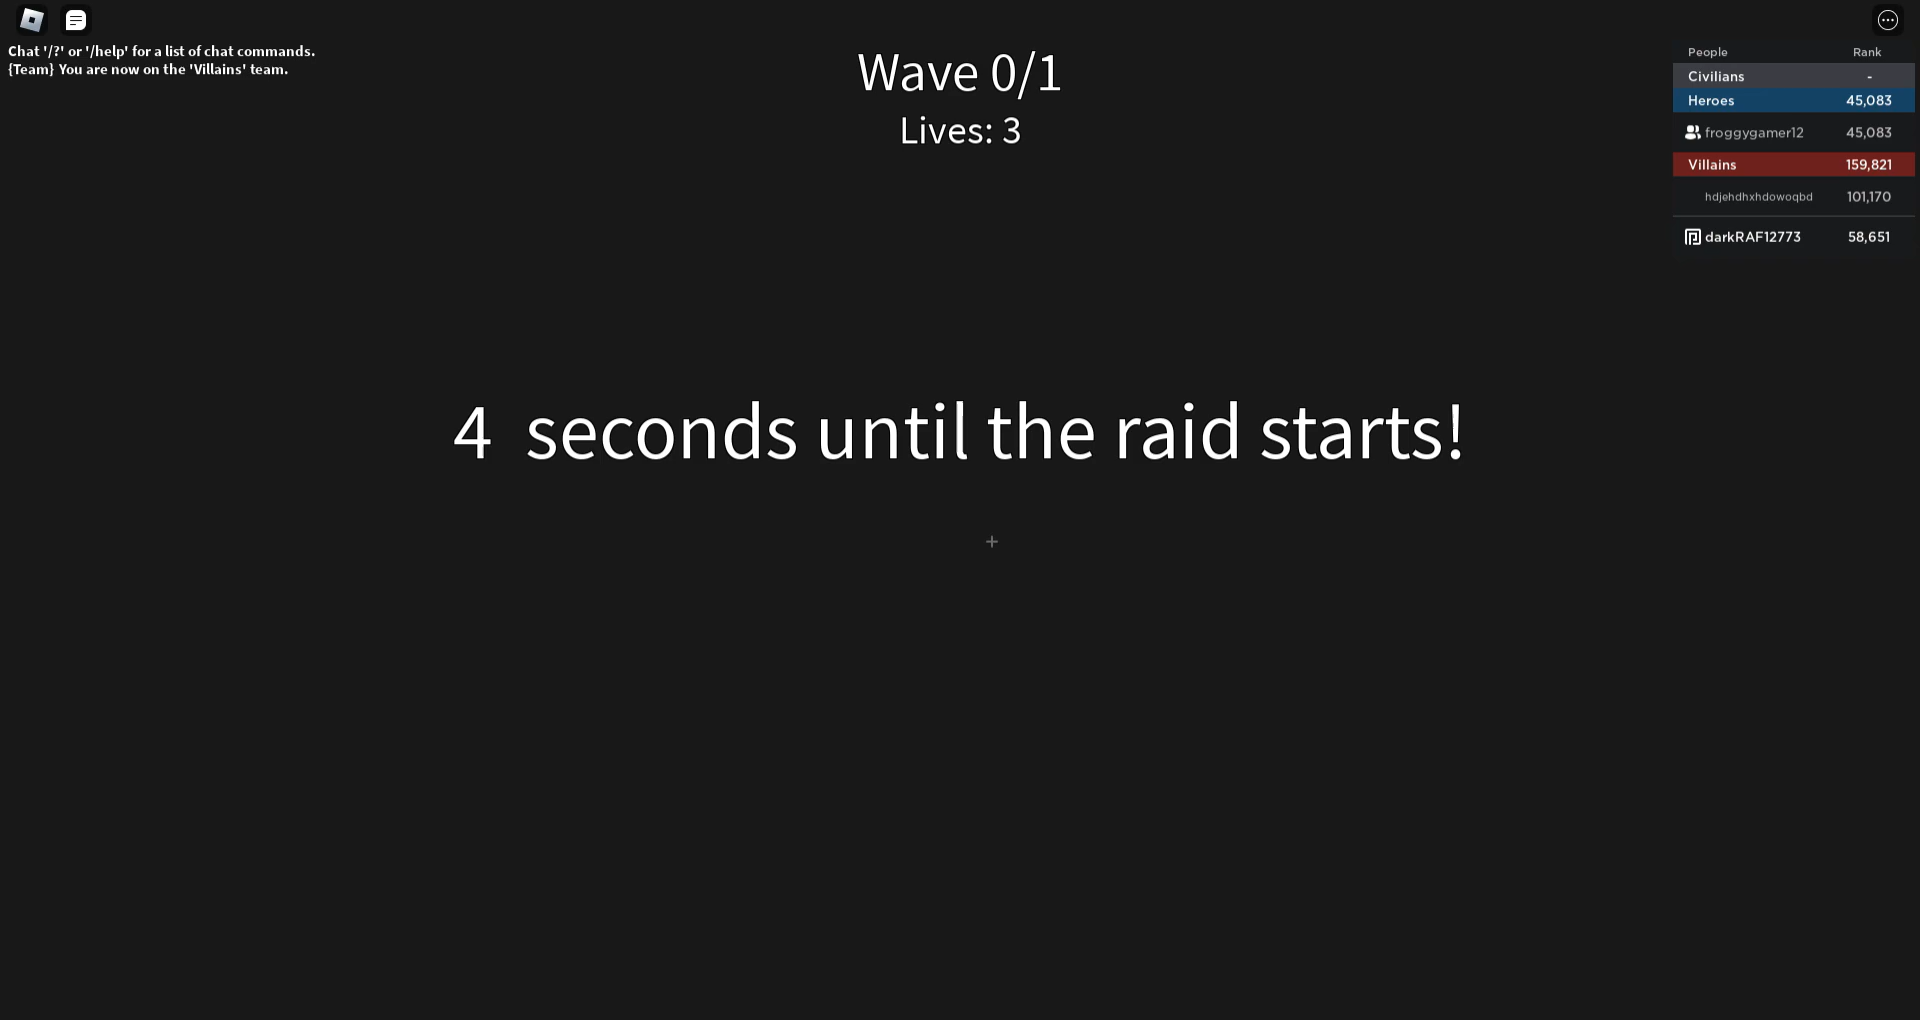 Chat '/?' or '/help' for a list of chat commands.
{Team} You are now on the 'Villains' team.
Wave 0/1
Lives: 3
People Rank
Civilians -
Heroes 45,083
froggygamer12 45,083
Villains 159,821
hdjehdhxhdowoqbd 101,170
darkRAF12773 58,651
4 seconds until the raid starts!